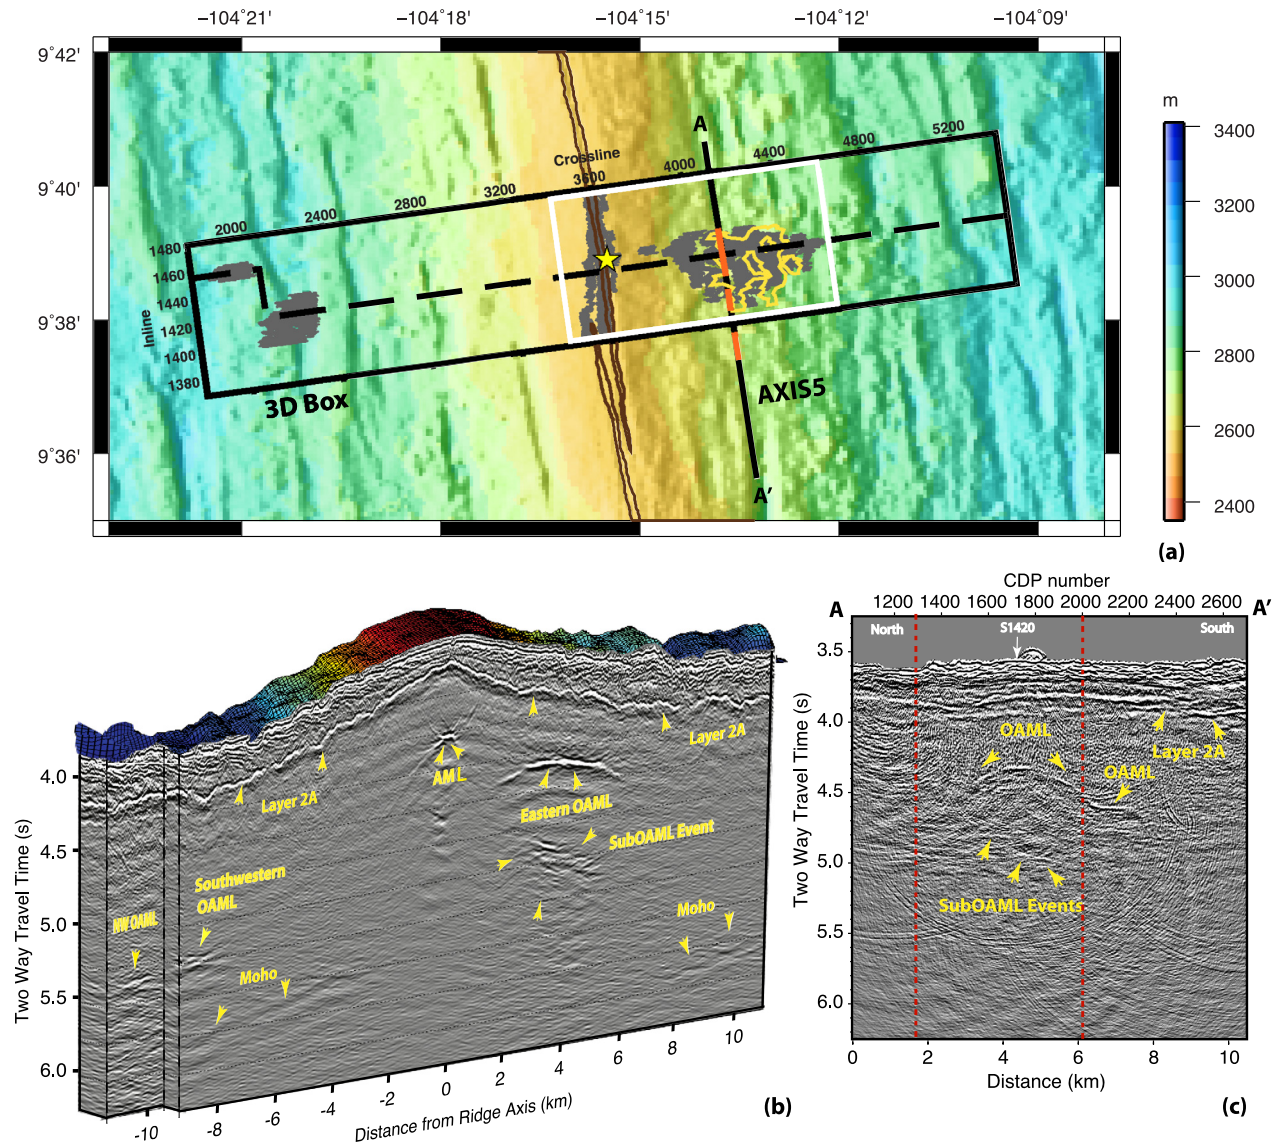 −104˚21' −104˚18' −104˚15' −104˚12' −104˚09'
9˚42'
9˚40'
9˚38'
9˚36'
A
Crossline
2000 2400 2800 3200 3600 4000 4400 4800 5200
1480
1460
1440
1420
1400
1380
Inline
3D Box
AXIS5
A'
m
3400
3200
3000
2800
2600
2400
(a)
Layer 2A
AML
Layer 2A
Eastern OAML
SubOAML Event
Southwestern
OAML
NW OAML
Moho
Moho
4.0
4.5
5.0
5.5
6.0
Two Way Travel Time (s)
-10 -8 -6 -4 -2 0 2 4 6 8 10
Distance from Ridge Axis (km)
(b)
CDP number
A 1200 1400 1600 1800 2000 2200 2400 2600 A'
North S1420 South
3.5
4.0
4.5
5.0
5.5
6.0
Two Way Travel Time (s)
OAML
Layer 2A
OAML
SubOAML Events
0 2 4 6 8 10
Distance (km)
(c)